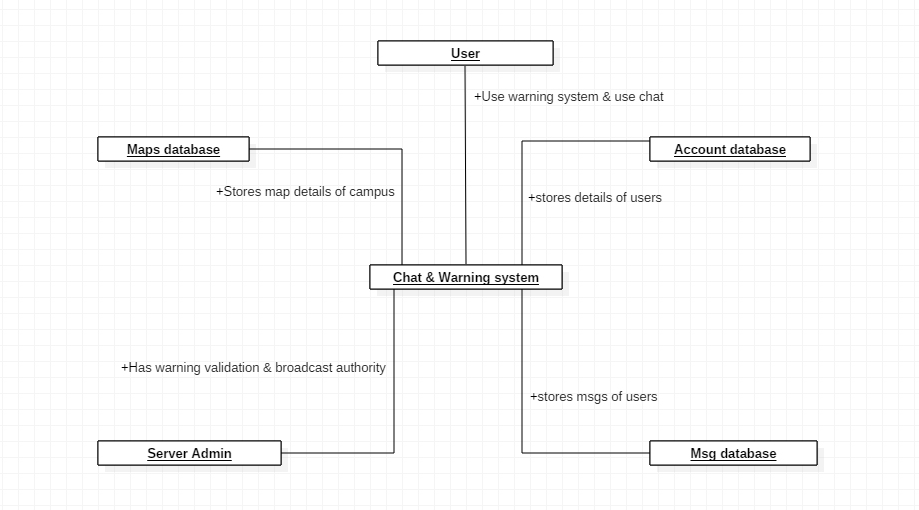 User
+Use warning system & use chat
Maps database
Account database
+Stores map details of campus
+stores details of users
Chat & Warning system
+Has warning validation & broadcast authority
+stores msgs of users
Server Admin
Msg database